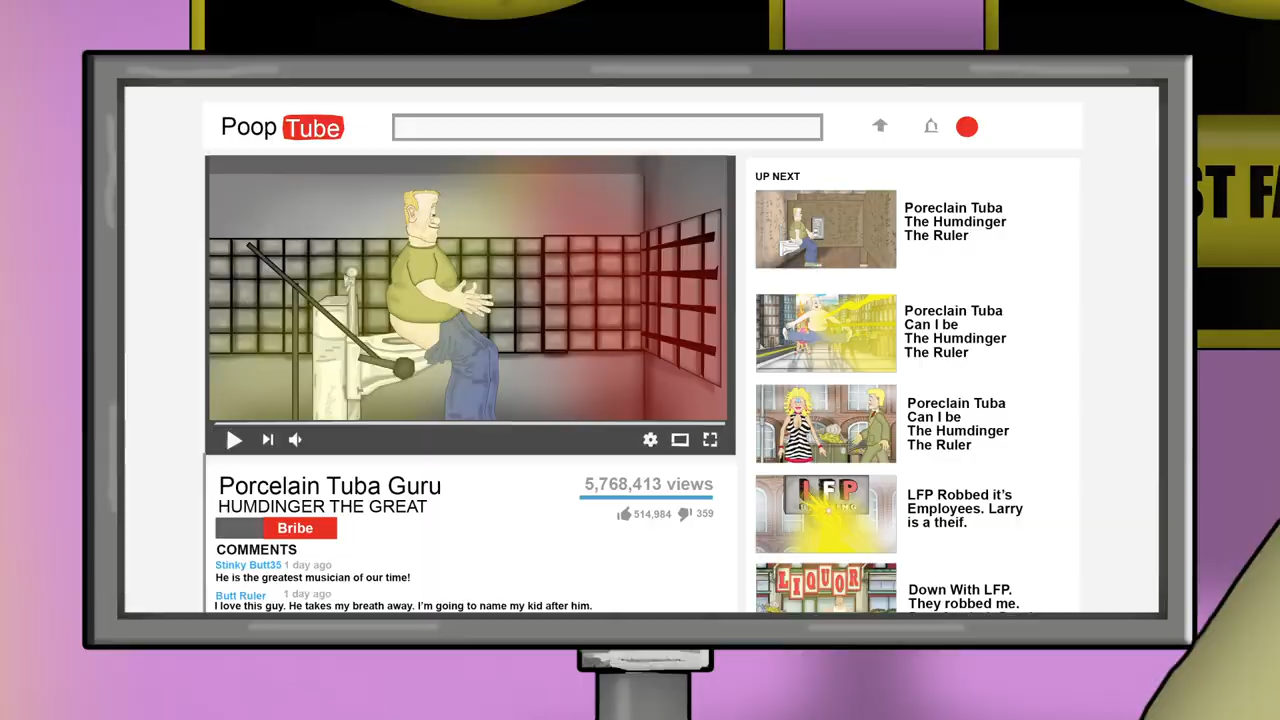 Poop Tube
UP NEXT
Poreclain Tuba
The Humdinger
The Ruler
Poreclain Tuba
Can I be
The Humdinger
The Ruler
Poreclain Tuba
Can I be
The Humdinger
The Ruler
LFP
LFP Robbed it's
Employees. Larry
is a theif.
LIQUOR
Down With LFP.
They robbed me.
Porcelain Tuba Guru
5,768,413 views
HUMDINGER THE GREAT
514,984 359
Bribe
COMMENTS
Stinky Butt35 1 day ago
He is the greatest musician of our time!
Butt Ruler 1 day ago
I love this guy. He takes my breath away. I'm going to name my kid after him.
ST FA